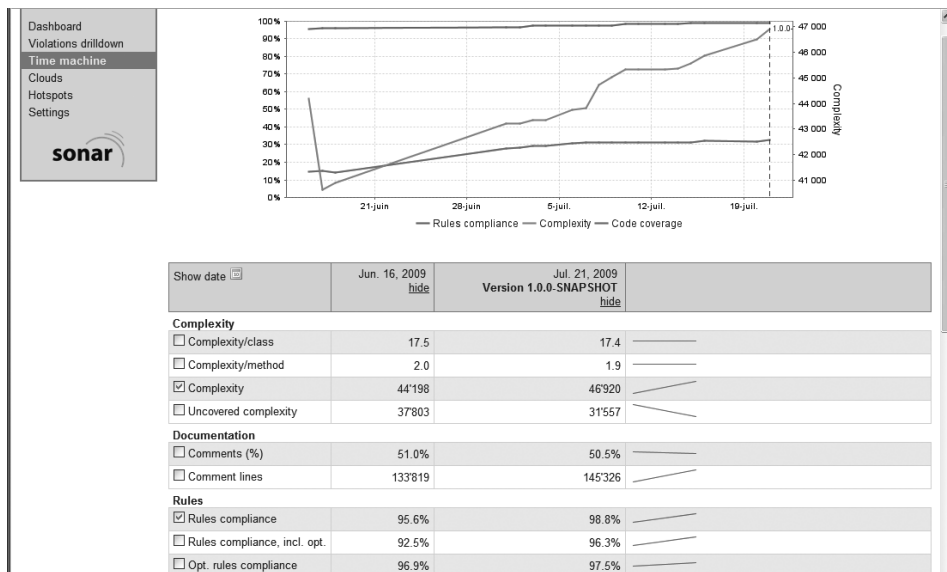 Dashboard
Violations drilldown
Time machine
Clouds
Hotspots
Settings
sonar
100%
90%
80%
70%
60%
50%
40%
30%
20%
10%
0%
47 000
46 000
45 000
44 000
43 000
42 000
41 000
Complexity
1.0.0-
21-juin 28-juin 5-juil. 12-juil. 19-juil.
Rules compliance Complexity Code coverage
Show date Jun. 16, 2009 Jul. 21, 2009
hide Version 1.0.0-SNAPSHOT
hide
Complexity
Complexity/class 17.5 17.4
Complexity/method 2.0 1.9
Complexity 44'198 46'920
Uncovered complexity 37'803 31'557
Documentation
Comments (%) 51.0% 50.5%
Comment lines 133'819 145'326
Rules
Rules compliance 95.6% 98.8%
Rules compliance, incl. opt. 92.5% 96.3%
Opt. rules compliance 96.9% 97.5%